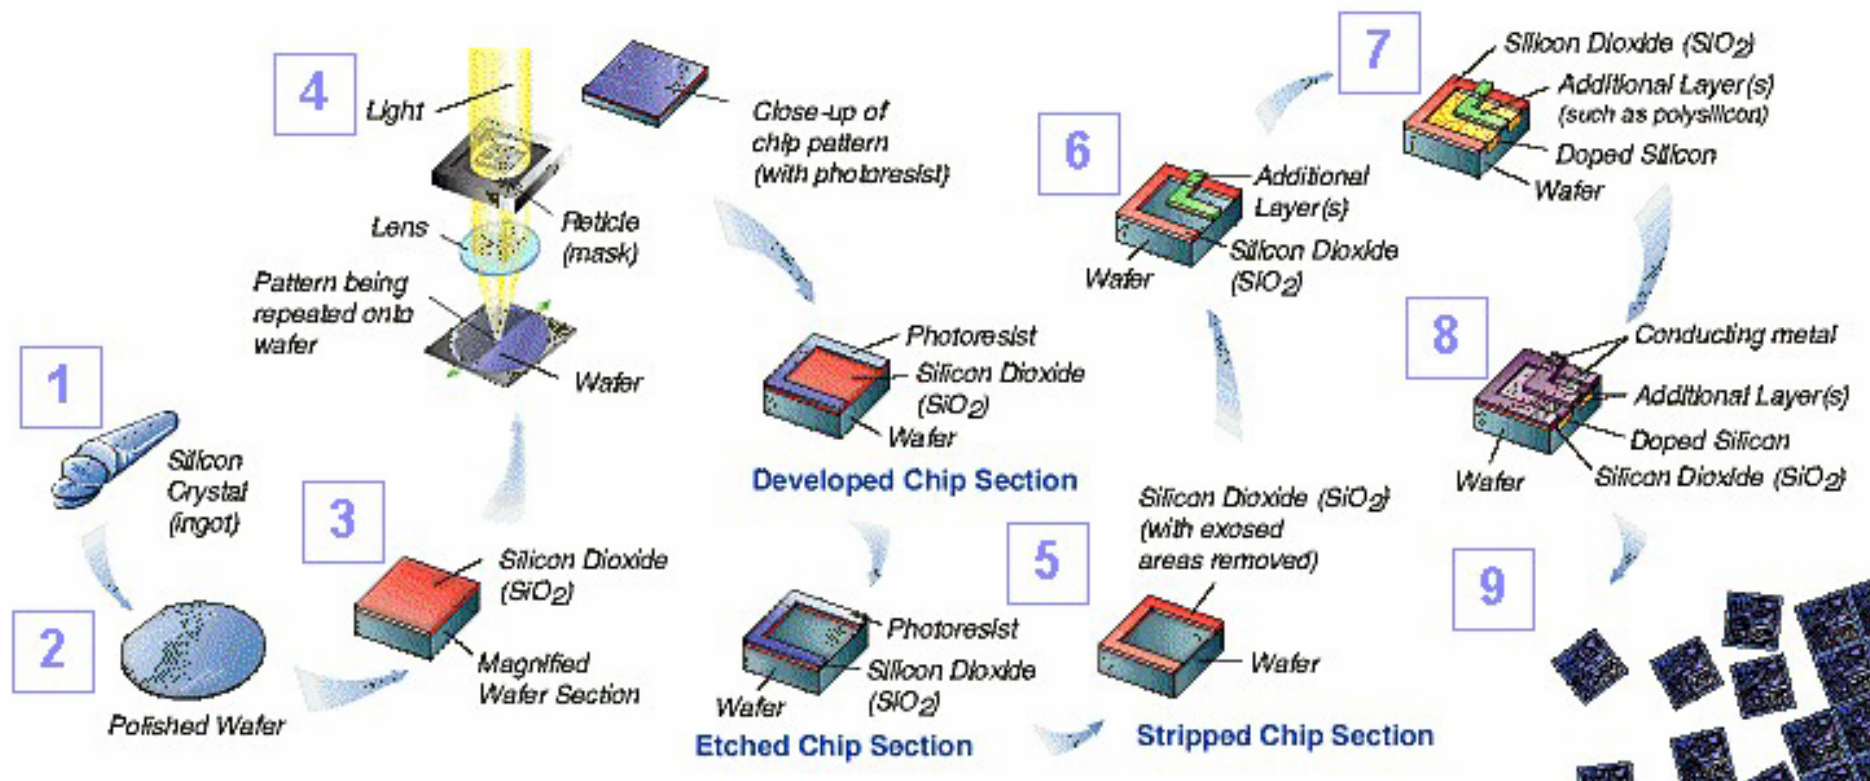 1
Silicon
Crystal
(ingot)
2
Polished Wafer
3
Silicon Dioxide
(SiO2)
Magnified
Wafer Section
4
Light
Lens
Reticle
(mask)
Pattern being
repeated onto
wafer
Wafer
Close-up of
chip pattern
(with photoresist)
Photoresist
Silicon Dioxide
(SiO2)
Wafer
Developed Chip Section
Photoresist
Silicon Dioxide
(SiO2)
Wafer
Etched Chip Section
5
Silicon Dioxide (SiO2)
(with exosed
areas removed)
Wafer
Stripped Chip Section
6
Additional
Layer(s)
Silicon Dioxide
(SiO2)
Wafer
7
Silicon Dioxide (SiO2)
Additional Layer(s)
(such as polysilicon)
Doped Silicon
Wafer
8
Conducting metal
Additional Layer(s)
Doped Silicon
Silicon Dioxide (SiO2)
Wafer
9